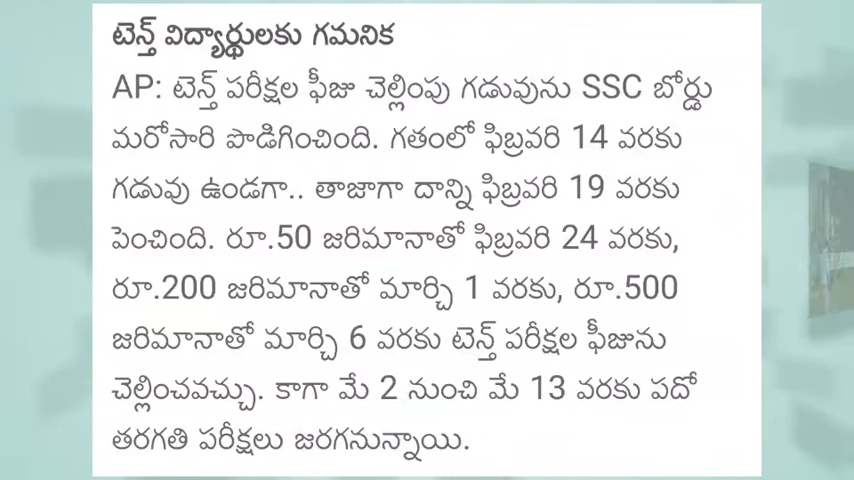 టెన్త్ విద్యార్థులకు గమనిక
AP: టెన్త్ పరీక్షల ఫీజు చెల్లింపు గడువును SSC బోర్డు
మరోసారి పొడిగించింది. గతంలో ఫిబ్రవరి 14 వరకు
గడువు ఉండగా.. తాజాగా దాన్ని ఫిబ్రవరి 19 వరకు
పెంచింది. రూ.50 జరిమానాతో ఫిబ్రవరి 24 వరకు,
రూ.200 జరిమానాతో మార్చి 1 వరకు, రూ.500
జరిమానాతో మార్చి 6 వరకు టెన్త్ పరీక్షల ఫీజును
చెల్లించవచ్చు. కాగా మే 2 నుంచి మే 13 వరకు పదో
తరగతి పరీక్షలు జరగనున్నాయి.